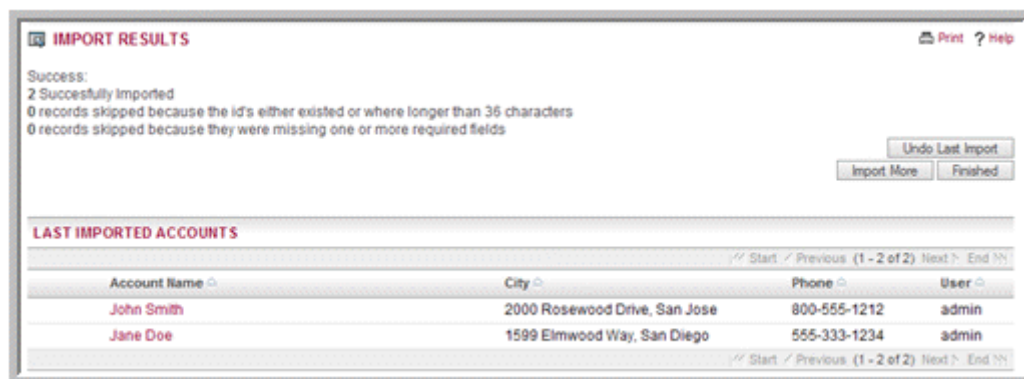 IMPORT RESULTS Print ? Help
Success:
2 Succesfully Imported
0 records skipped because the id's either existed or where longer than 36 characters
0 records skipped because they were missing one or more required fields
Undo Last Import
Import More Finished
LAST IMPORTED ACCOUNTS
Start Previous (1 - 2 of 2) Next End
Account Name City Phone User
John Smith 2000 Rosewood Drive, San Jose 800-555-1212 admin
Jane Doe 1599 Elmwood Way, San Diego 555-333-1234 admin
Start Previous (1 - 2 of 2) Next End